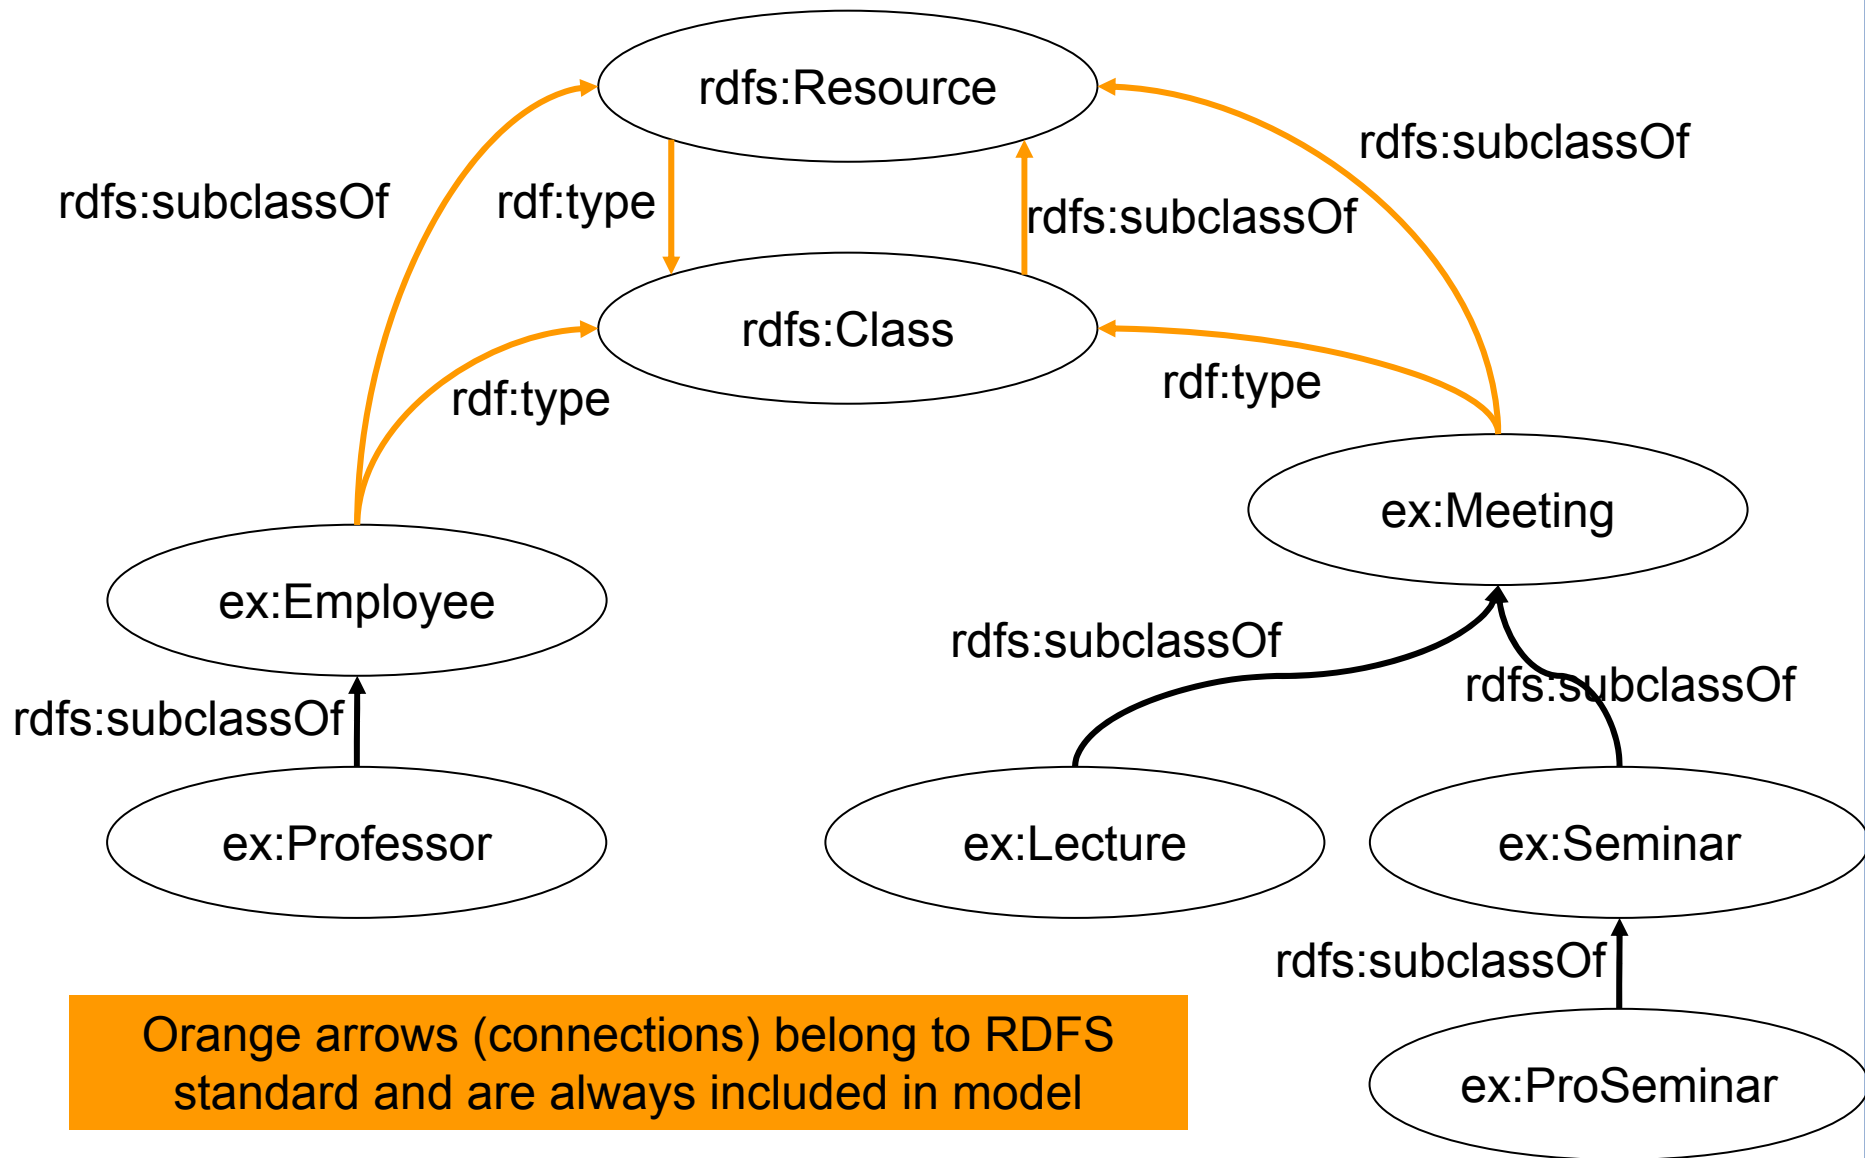 rdfs:Resource
rdfs:subclassOf
rdfs:subclassOf
rdf:type
rdfs:subclassOf
rdfs:Class
rdf:type
rdf:type
ex:Meeting
ex:Employee
rdfs:subclassOf
rdfs:subclassOf
rdfs:subclassOf
ex:Professor
ex:Lecture
ex:Seminar
rdfs:subclassOf
Orange arrows (connections) belong to RDFS
standard and are always included in model
ex:ProSeminar